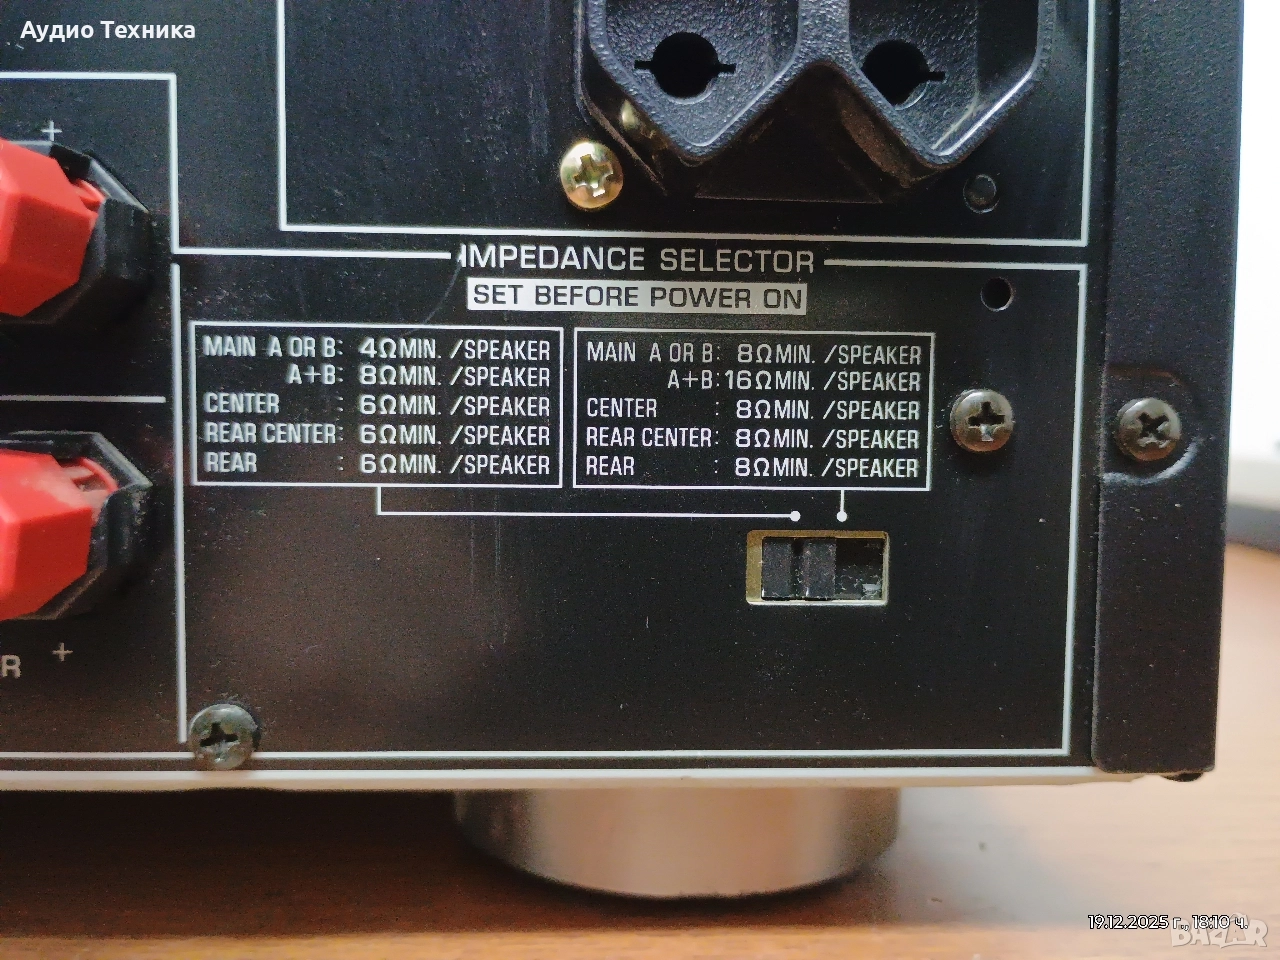 Аудио Техника
+
IMPEDANCE SELECTOR
SET BEFORE POWER ON
MAIN A OR B: 4ΩMIN. /SPEAKER
A+B: 8ΩMIN. /SPEAKER
CENTER : 6ΩMIN. /SPEAKER
REAR CENTER: 6ΩMIN. /SPEAKER
REAR : 6ΩMIN. /SPEAKER
MAIN A OR B: 8ΩMIN. /SPEAKER
A+B:16ΩMIN. /SPEAKER
CENTER : 8ΩMIN. /SPEAKER
REAR CENTER: 8ΩMIN. /SPEAKER
REAR : 8ΩMIN. /SPEAKER
R +
19.12.2025 г., 18:10 ч.
BAZAR